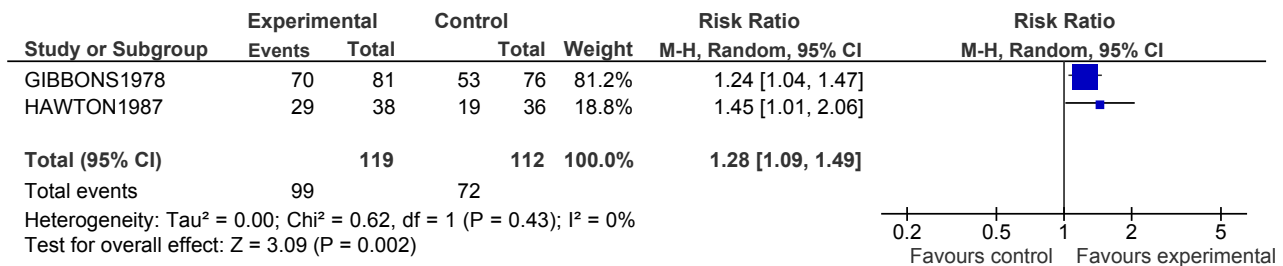 Experimental Control Risk Ratio Risk Ratio
Study or Subgroup Events Total Total Weight M-H, Random, 95% CI M-H, Random, 95% CI
GIBBONS1978 70 81 53 76 81.2% 1.24 [1.04, 1.47]
HAWTON1987 29 38 19 36 18.8% 1.45 [1.01, 2.06]
Total (95% CI) 119 112 100.0% 1.28 [1.09, 1.49]
Total events 99 72
Heterogeneity: Tau² = 0.00; Chi² = 0.62, df = 1 (P = 0.43); I² = 0%
Test for overall effect: Z = 3.09 (P = 0.002)
0.2 0.5 1 2 5
Favours control Favours experimental